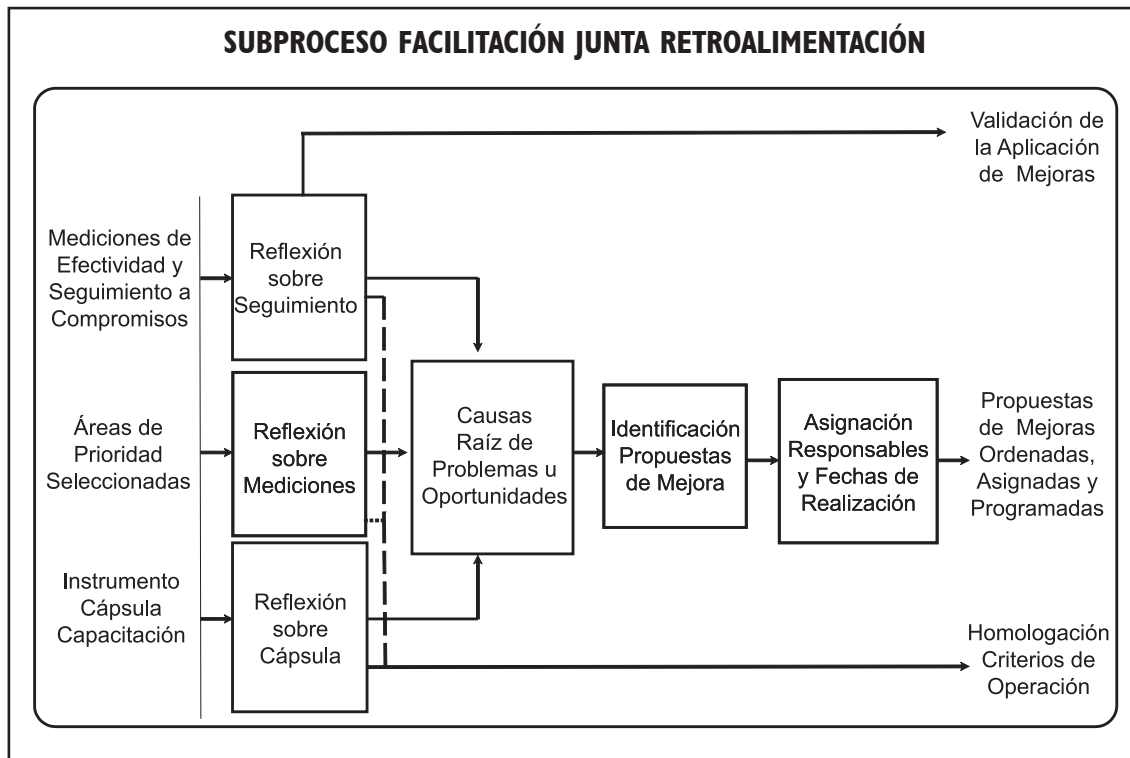 SUBPROCESO FACILITACIÓN JUNTA RETROALIMENTACIÓN
Validación de
la Aplicación
de Mejoras
Mediciones de
Efectividad y
Seguimiento a
Compromisos
Reflexión
sobre
Seguimiento
Áreas de
Prioridad
Seleccionadas
Reflexión
sobre
Mediciones
Causas
Raíz de
Problemas u
Oportunidades
Identificación
Propuestas
de Mejora
Asignación
Responsables
y Fechas de
Realización
Propuestas
de Mejoras
Ordenadas,
Asignadas y
Programadas
Instrumento
Cápsula
Capacitación
Reflexión
sobre
Cápsula
Homologación
Criterios de
Operación